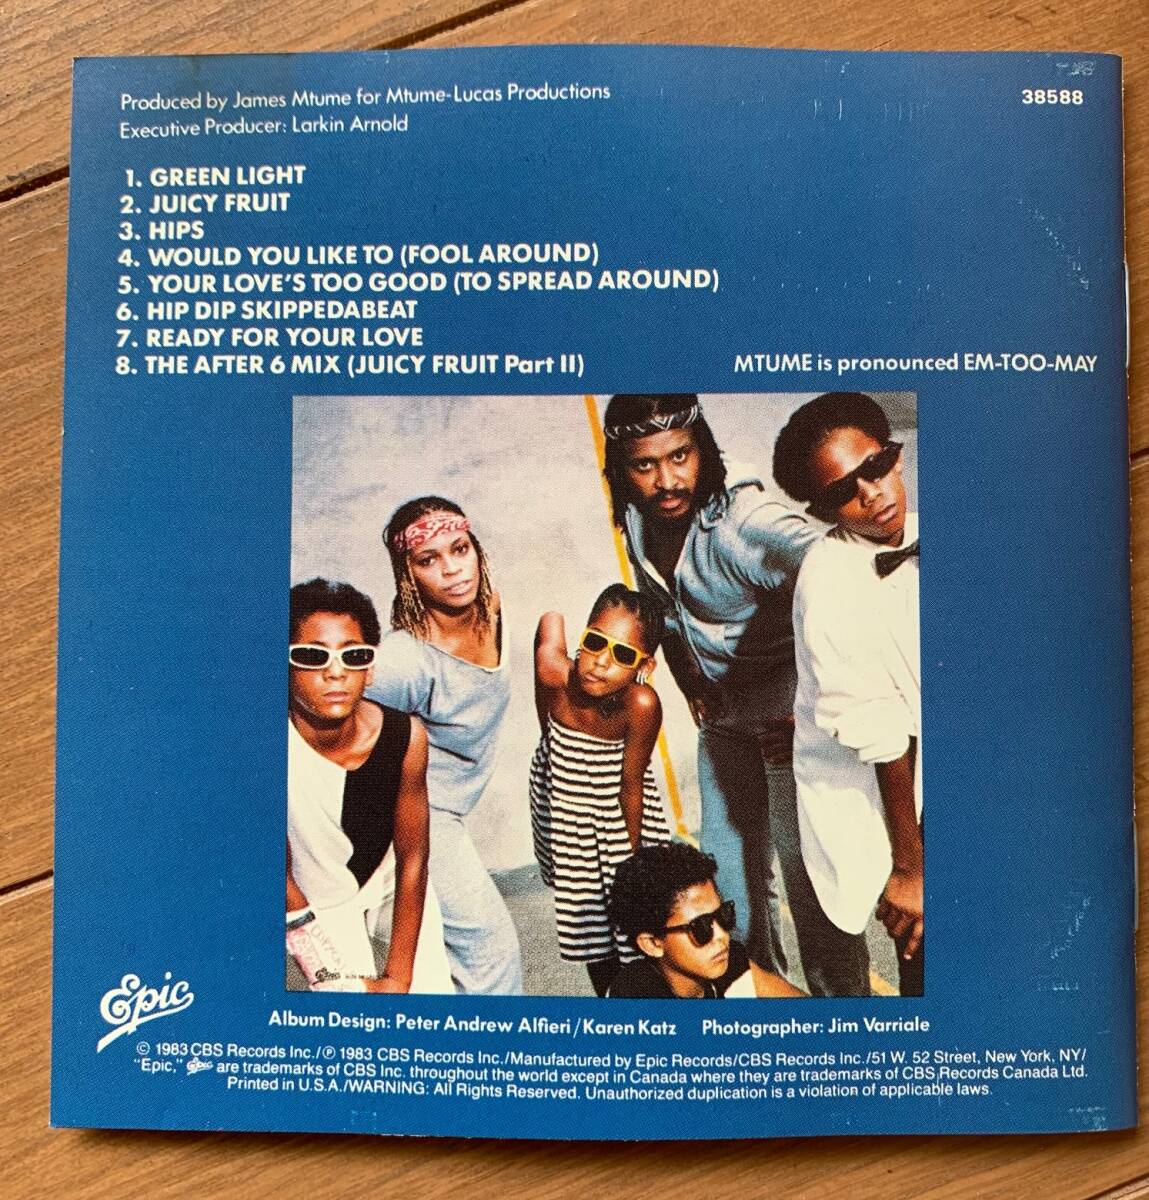 Produced by James Mtume for Mtume-Lucas Productions
Executive Producer: Larkin Arnold
38588
1. GREEN LIGHT
2. JUICY FRUIT
3. HIPS
4. WOULD YOU LIKE TO (FOOL AROUND)
5. YOUR LOVE'S TOO GOOD (TO SPREAD AROUND)
6. HIP DIP SKIPPEDABEAT
7. READY FOR YOUR LOVE
8. THE AFTER 6 MIX (JUICY FRUIT Part II)
MTUME is pronounced EM-TOO-MAY
Epic
Epic
Album Design: Peter Andrew Alfieri/Karen Katz
Photographer: Jim Varriale
© 1983 CBS Records Inc./℗ 1983 CBS Records Inc./Manufactured by Epic Records/CBS Records Inc./51 W. 52 Street, New York, NY/
"Epic," Epic are trademarks of CBS Inc. throughout the world except in Canada where they are trademarks of CBS Records Canada Ltd.
Printed in U.S.A./WARNING: All Rights Reserved. Unauthorized duplication is a violation of applicable laws.